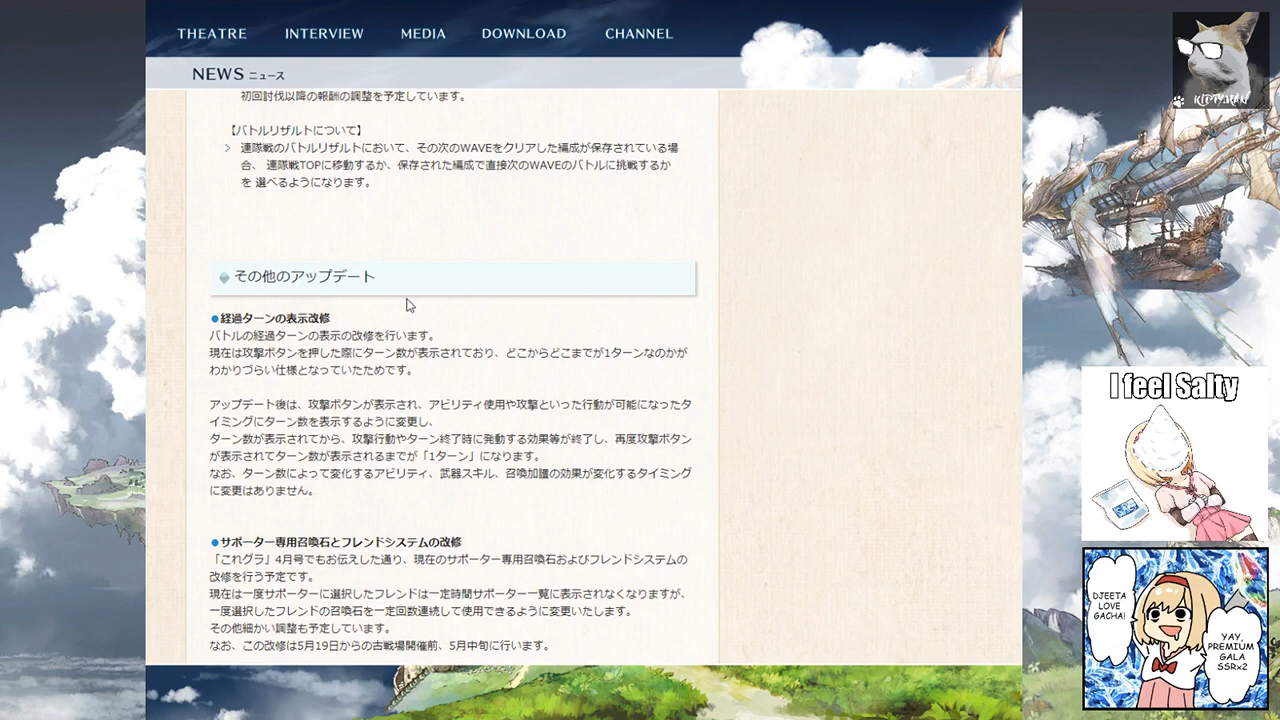 THEATRE INTERVIEW MEDIA DOWNLOAD CHANNEL
NEWS ニュース
初回討伐以降の報酬の調整を予定しています。
【バトルリザルトについて】
連隊戦のバトルリザルトにおいて、その次のWAVEをクリアした編成が保存されている場
合、 連隊戦TOPに移動するか、保存された編成で直接次のWAVEのバトルに挑戦するか
を 選べるようになります。
その他のアップデート
●経過ターンの表示改修
バトルの経過ターンの表示の改修を行います。
現在は攻撃ボタンを押した際にターン数が表示されており、どこからどこまでが1ターンなのかが
わかりづらい仕様となっていたためです。
アップデート後は、攻撃ボタンが表示され、アビリティ使用や攻撃といった行動が可能になったタ
イミングにターン数を表示するように変更し、
ターン数が表示されてから、攻撃行動やターン終了時に発動する効果等が終了し、再度攻撃ボタン
が表示されてターン数が表示されるまでが「1ターン」になります。
なお、ターン数によって変化するアビリティ、武器スキル、召喚加護の効果が変化するタイミング
に変更はありません。
●サポーター専用召喚石とフレンドシステムの改修
「これグラ」4月号でもお伝えした通り、現在のサポーター専用召喚石およびフレンドシステムの
改修を行う予定です。
現在は一度サポーターに選択したフレンドは一定時間サポーター一覧に表示されなくなりますが、
一度選択したフレンドの召喚石を一定回数連続して使用できるように変更いたします。
その他細かい調整も予定しています。
なお、この改修は5月19日からの古戦場開催前、5月中旬に行います。
KITTYMAN
I feel Salty
DJEETA
LOVE
GACHA!
YAY,
PREMIUM
GALA
SSRx2